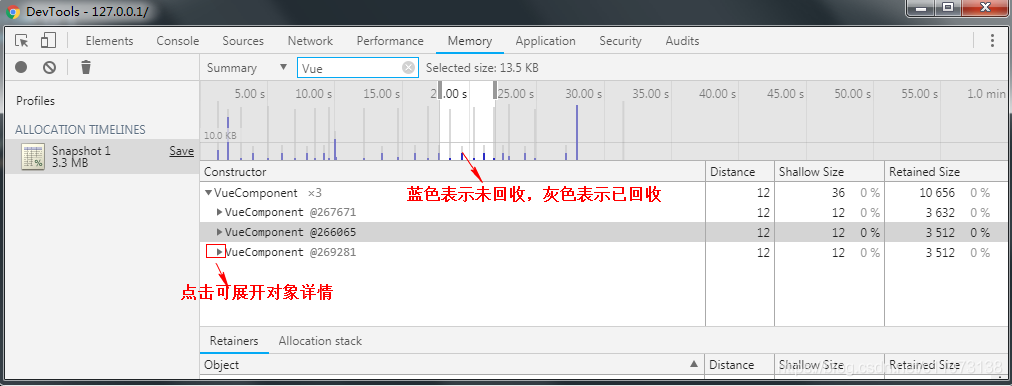 DevTools - 127.0.0.1/
Elements Console Sources Network Performance Memory Application Security Audits
Summary Vue Selected size: 13.5 KB
Profiles
ALLOCATION TIMELINES
Snapshot 1 Save
3.3 MB
5.00 s 10.00 s 15.00 s .00 s 25.00 s 30.00 s 35.00 s 40.00 s 45.00 s 50.00 s 55.00 s 1.0 min
10.0 KB
Constructor Distance Shallow Size Retained Size
VueComponent ×3 12 36 0 % 10 656 0 %
蓝色表示未回收，灰色表示已回收
VueComponent @267671 12 12 0 % 3 632 0 %
VueComponent @266065 12 12 0 % 3 512 0 %
VueComponent @269281 12 12 0 % 3 512 0 %
点击可展开对象详情
Retainers Allocation stack
Object Distance Shallow Size Retained Size